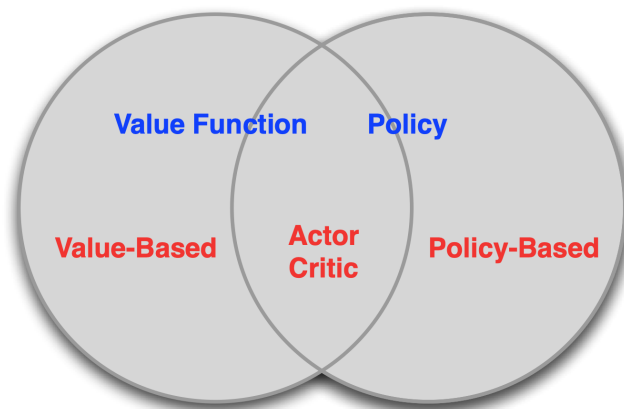 Value Function
Policy
Value-Based
Actor
Critic
Policy-Based